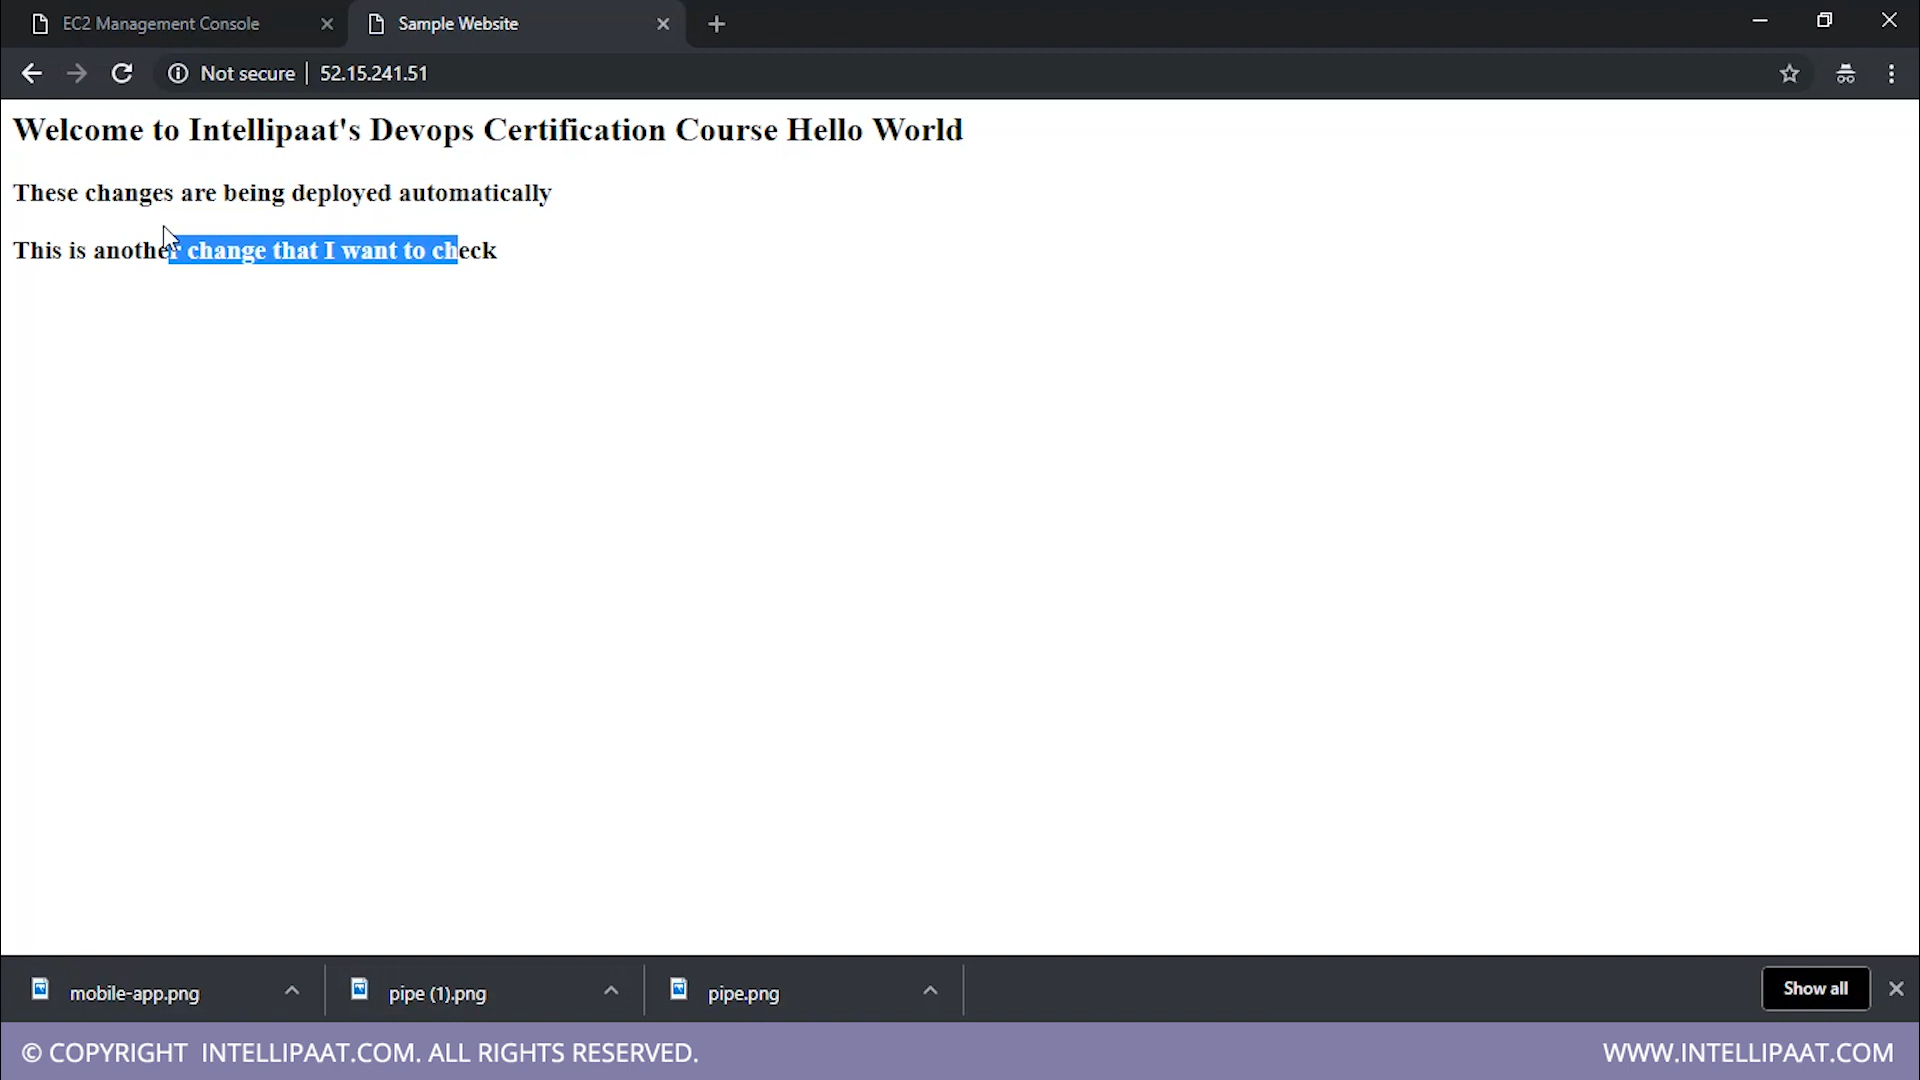 EC2 Management Console
Sample Website
Not secure 52.15.241.51
Welcome to Intellipaat's Devops Certification Course Hello World
These changes are being deployed automatically
This is another change that I want to check
mobile-app.png
pipe (1).png
pipe.png
Show all
© COPYRIGHT INTELLIPAAT.COM. ALL RIGHTS RESERVED.
WWW.INTELLIPAAT.COM